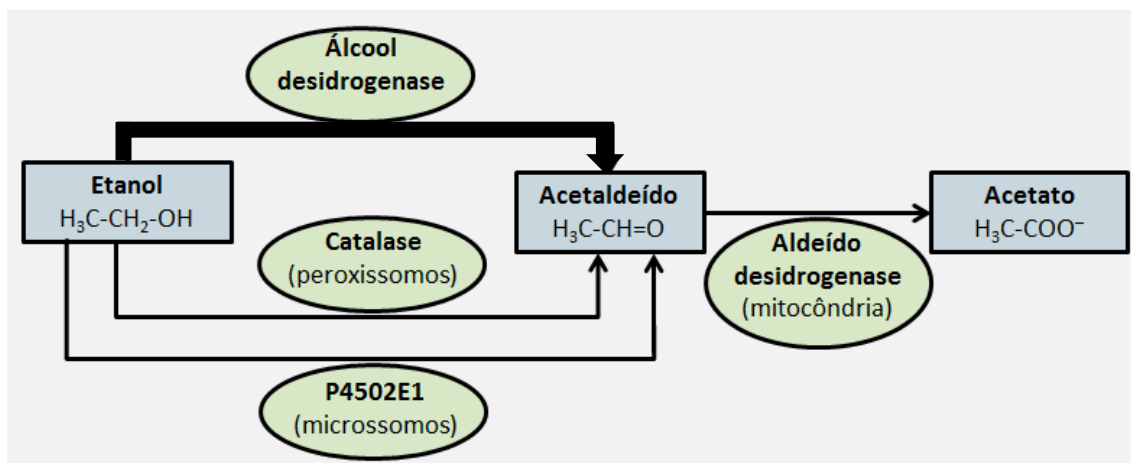 Álcool
desidrogenase
Etanol
H₃C-CH₂-OH
Acetaldeído
H₃C-CH=O
Acetato
H₃C-COO⁻
Catalase
(peroxissomos)
Aldeído
desidrogenase
(mitocôndria)
P4502E1
(microssomos)